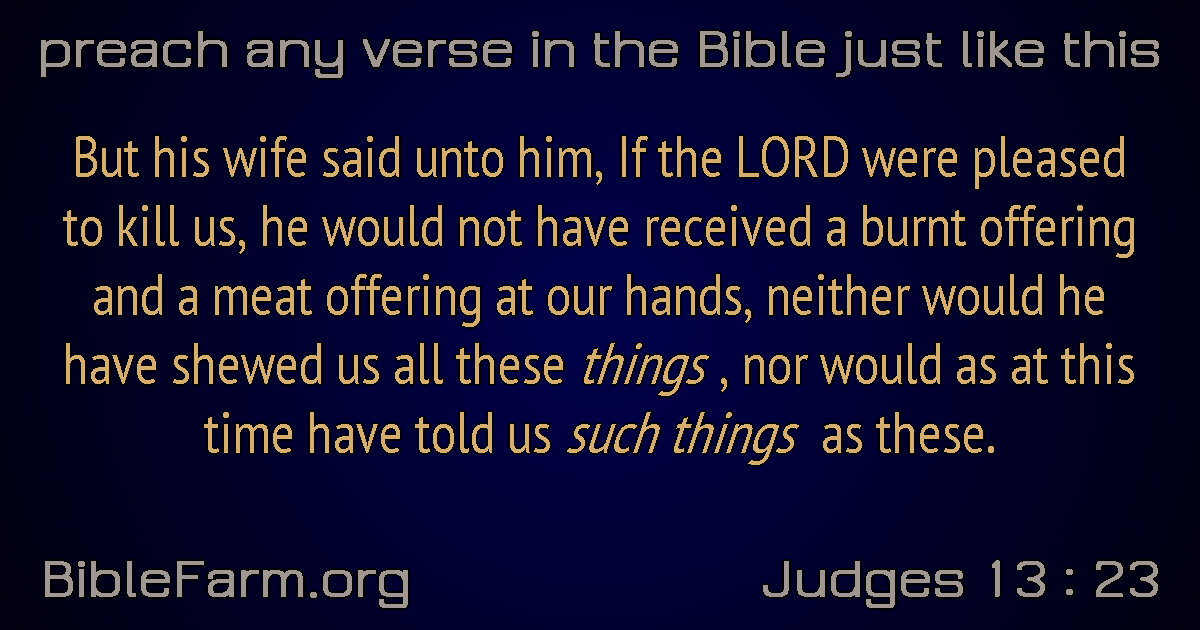 preach any verse in the Bible just like this
But his wife said unto him, If the LORD were pleased
to kill us, he would not have received a burnt offering
and a meat offering at our hands, neither would he
have shewed us all these things , nor would as at this
time have told us such things as these.
BibleFarm.org
Judges 13 : 23